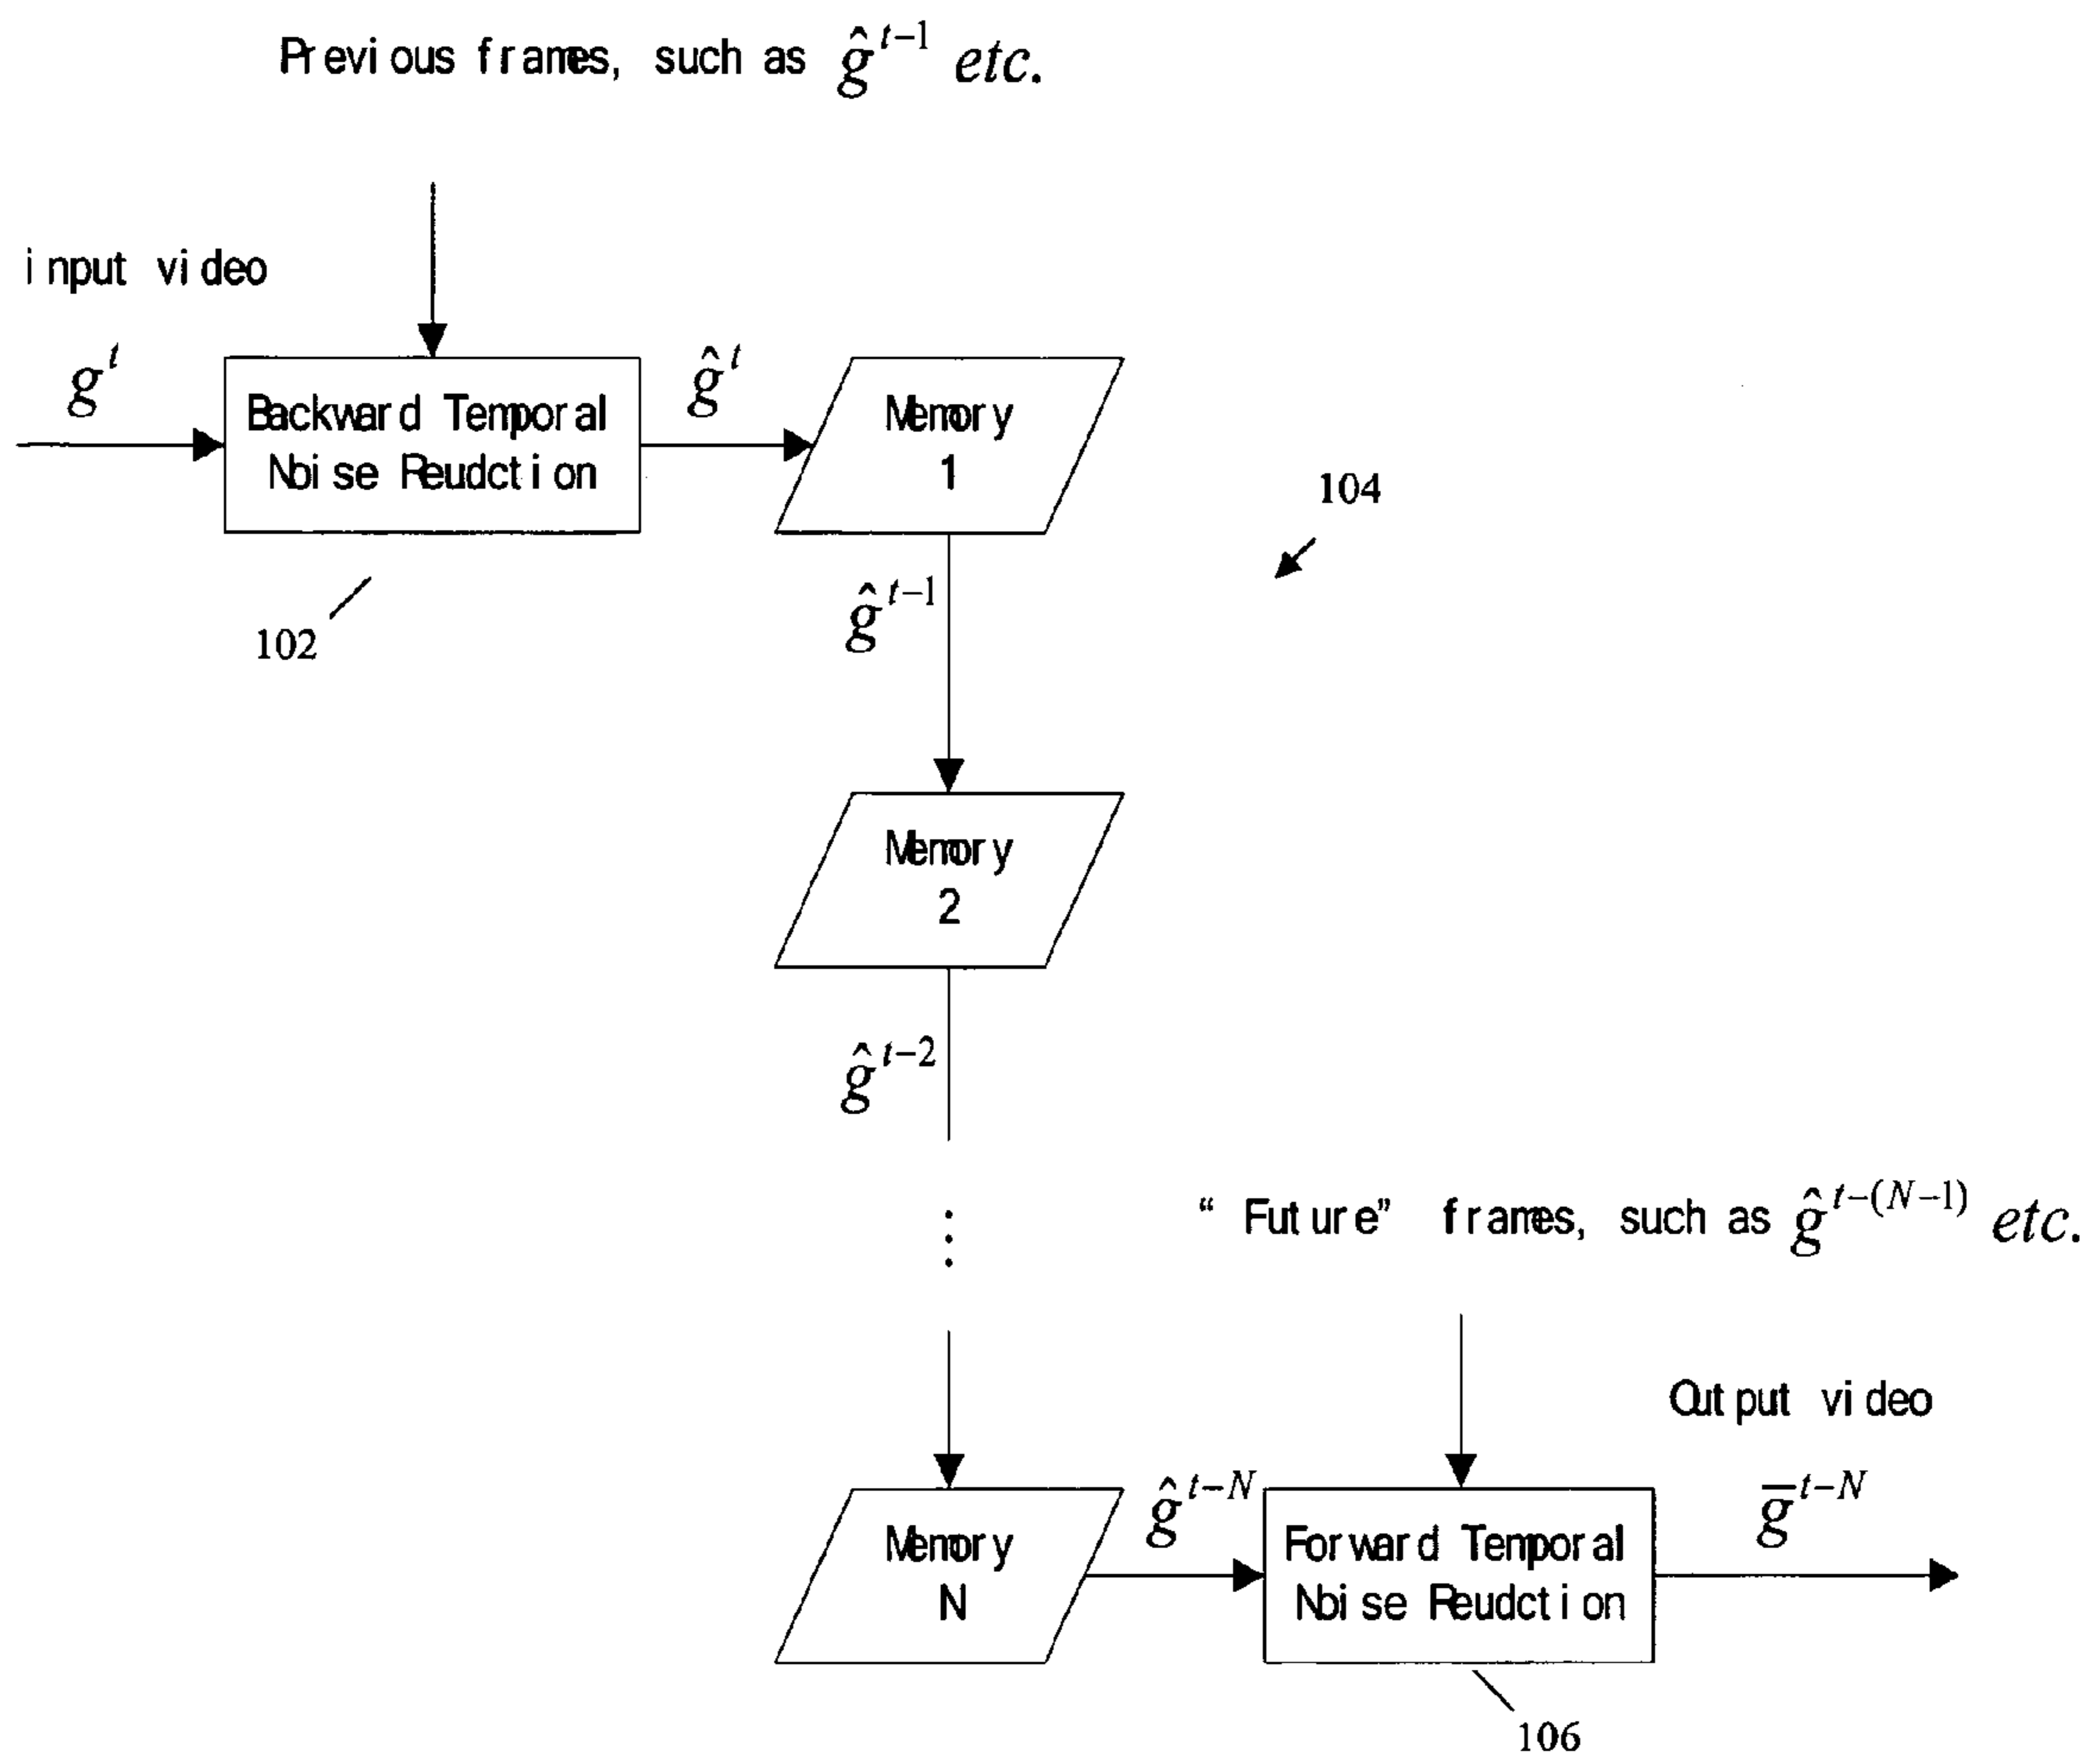 Previous frames, such as ĝ^{t-1} etc.
input video
g^t
Backward Temporal
Noise Reudction
ĝ^t
Memory
1
104
102
ĝ^{t-1}
Memory
2
ĝ^{t-2}
⋮
“Future” frames, such as ĝ^{t-(N-1)} etc.
Output video
Memory
N
ĝ^{t-N}
Forward Temporal
Noise Reudction
g̅^{t-N}
106